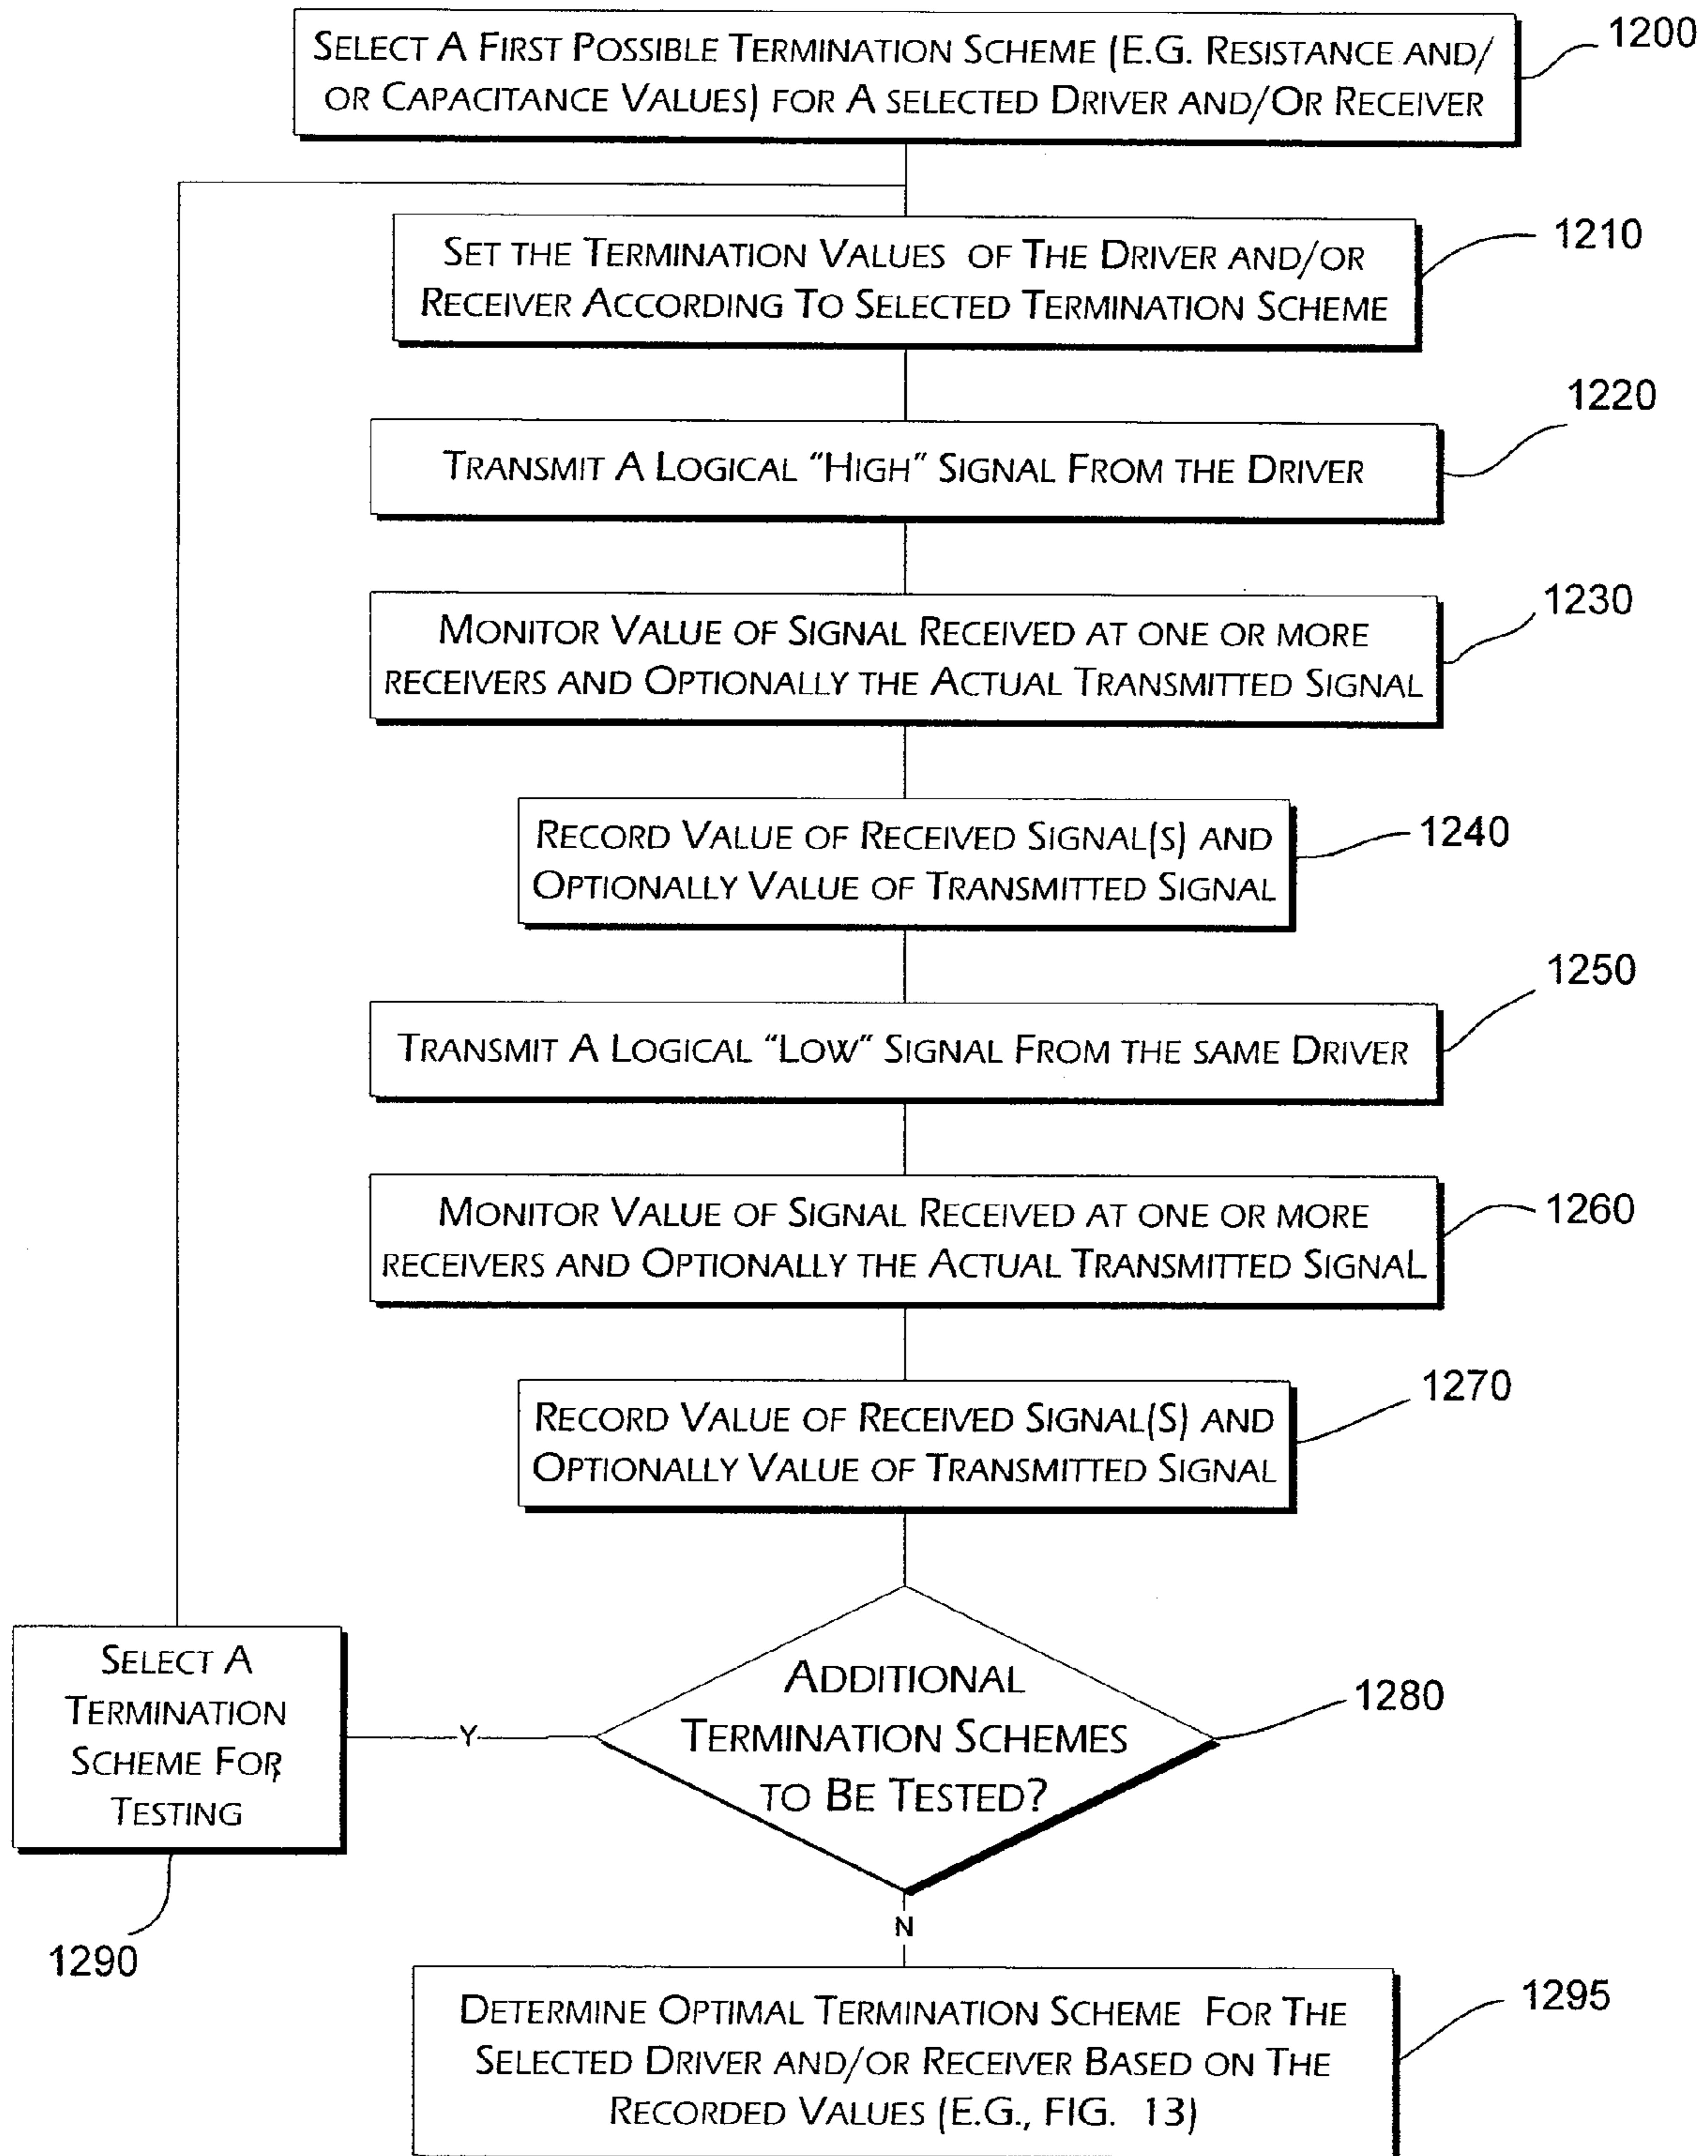 SELECT A FIRST POSSIBLE TERMINATION SCHEME (E.G. RESISTANCE AND/
OR CAPACITANCE VALUES) FOR A SELECTED DRIVER AND/OR RECEIVER
1200
SET THE TERMINATION VALUES OF THE DRIVER AND/OR
RECEIVER ACCORDING TO SELECTED TERMINATION SCHEME
1210
TRANSMIT A LOGICAL "HIGH" SIGNAL FROM THE DRIVER
1220
MONITOR VALUE OF SIGNAL RECEIVED AT ONE OR MORE
RECEIVERS AND OPTIONALLY THE ACTUAL TRANSMITTED SIGNAL
1230
RECORD VALUE OF RECEIVED SIGNAL(S) AND
OPTIONALLY VALUE OF TRANSMITTED SIGNAL
1240
TRANSMIT A LOGICAL "LOW" SIGNAL FROM THE SAME DRIVER
1250
MONITOR VALUE OF SIGNAL RECEIVED AT ONE OR MORE
RECEIVERS AND OPTIONALLY THE ACTUAL TRANSMITTED SIGNAL
1260
RECORD VALUE OF RECEIVED SIGNAL(S) AND
OPTIONALLY VALUE OF TRANSMITTED SIGNAL
1270
ADDITIONAL
TERMINATION SCHEMES
TO BE TESTED?
1280
Y
SELECT A
TERMINATION
SCHEME FOR
TESTING
1290
N
DETERMINE OPTIMAL TERMINATION SCHEME FOR THE
SELECTED DRIVER AND/OR RECEIVER BASED ON THE
RECORDED VALUES (E.G., FIG. 13)
1295